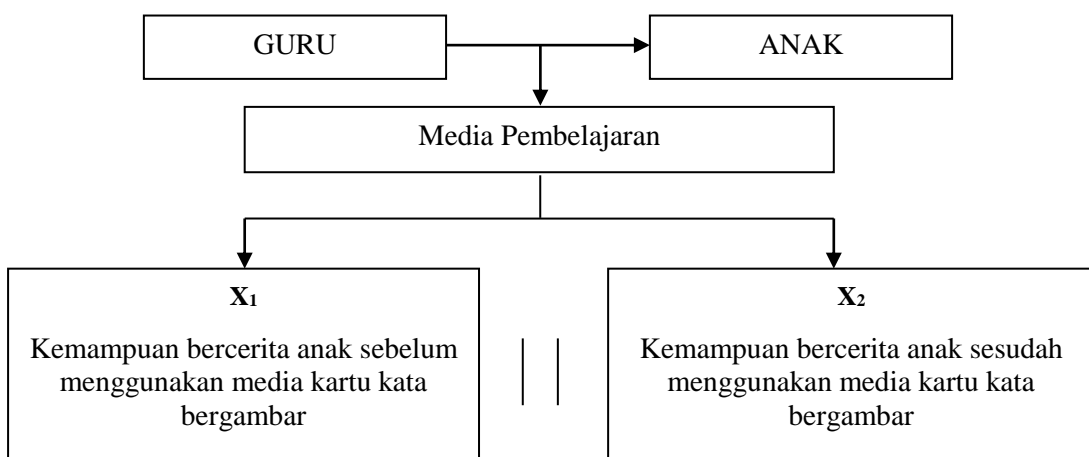 GURU
ANAK
Media Pembelajaran
X₁
Kemampuan bercerita anak sebelum
menggunakan media kartu kata
bergambar
X₂
Kemampuan bercerita anak sesudah
menggunakan media kartu kata
bergambar